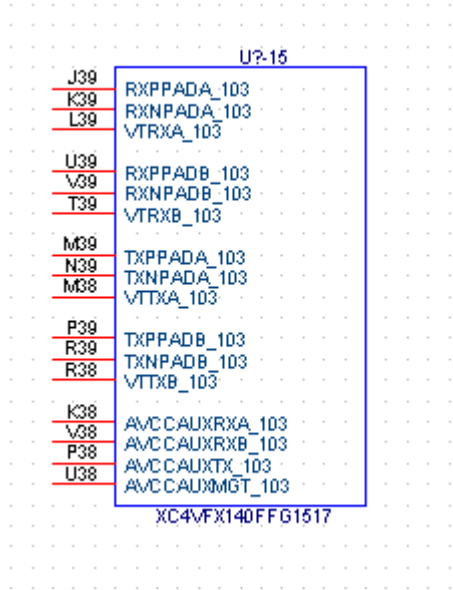 U?-15
J39 RXPPADA_103
K39 RXNPADA_103
L39 VTRXA_103
U39 RXPPADB_103
V39 RXNPADB_103
T39 VTRXB_103
M39 TXPPADA_103
N39 TXNPADA_103
M38 VTTXA_103
P39 TXPPADB_103
R39 TXNPADB_103
R38 VTTXB_103
K38 AVCCAUXRXA_103
V38 AVCCAUXRXB_103
P38 AVCCAUXTX_103
U38 AVCCAUXMGT_103
XC4VFX140FFG1517